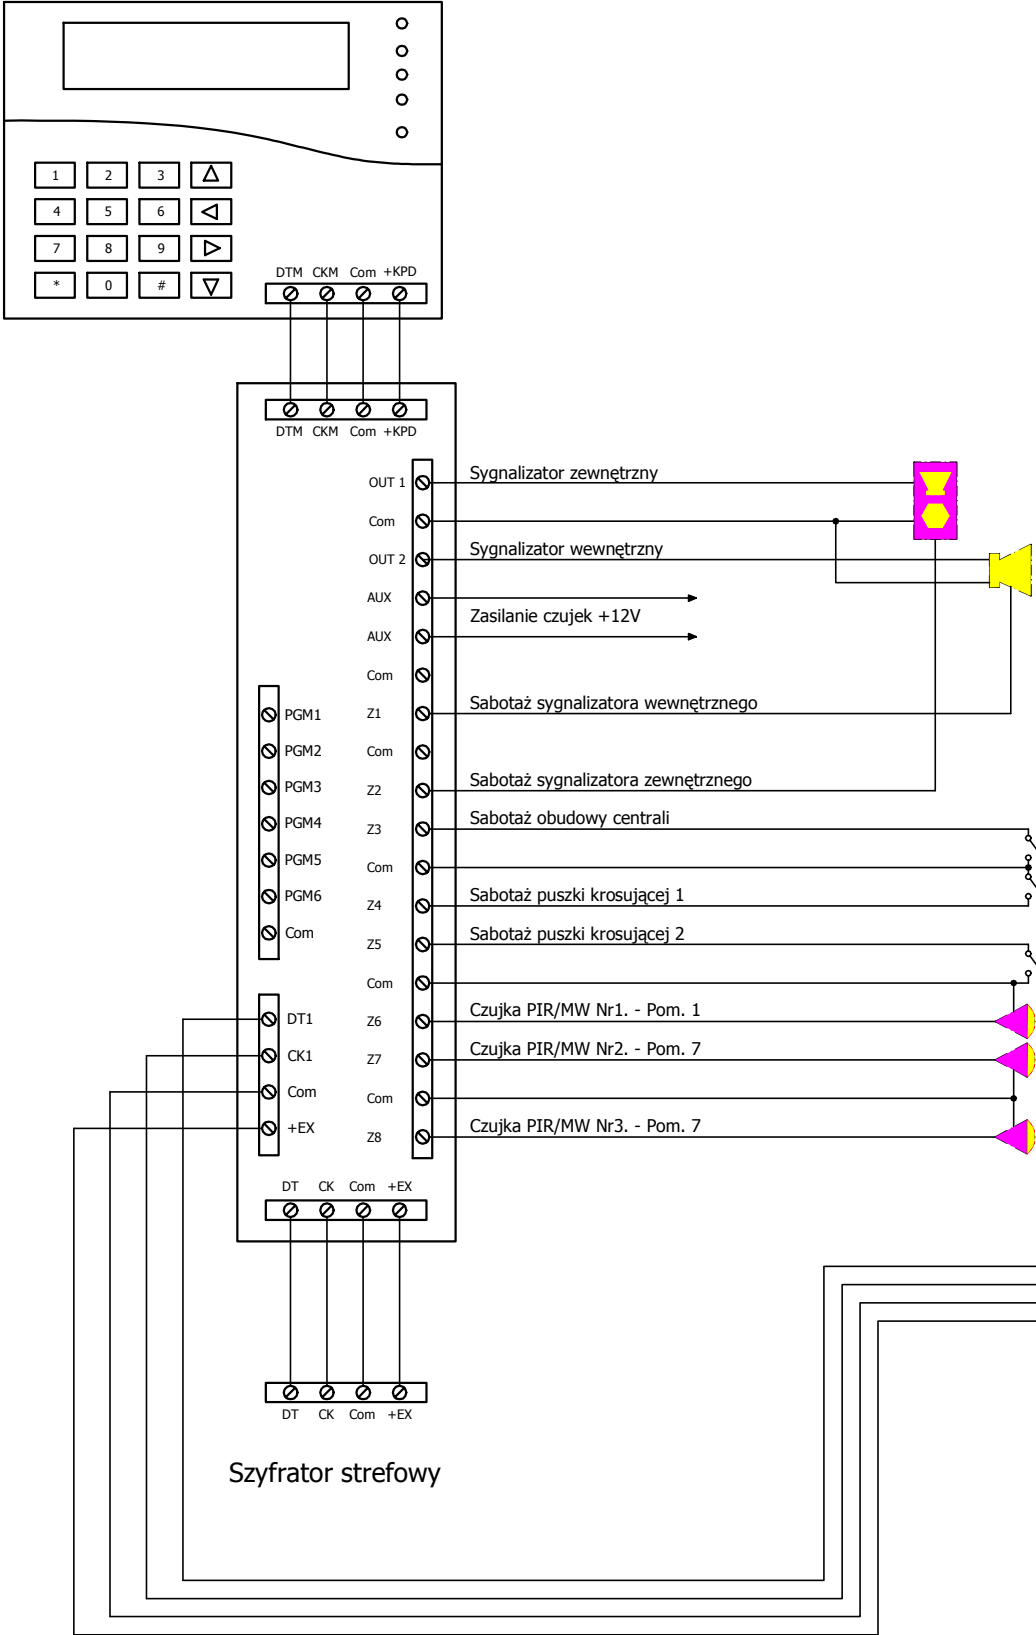 1 2 3
4 5 6
7 8 9
* 0 #
DTM CKM Com +KPD
DTM CKM Com +KPD
OUT 1 Sygnalizator zewnętrzny
Com
OUT 2 Sygnalizator wewnętrzny
AUX
Zasilanie czujek +12V
AUX
Com
Z1 Sabotaż sygnalizatora wewnętrznego
PGM1
Com
PGM2
Z2 Sabotaż sygnalizatora zewnętrznego
PGM3
Z3 Sabotaż obudowy centrali
PGM4
Com
PGM5
Z4 Sabotaż puszki krosującej 1
PGM6
Z5 Sabotaż puszki krosującej 2
Com
Com
Z6 Czujka PIR/MW Nr1. - Pom. 1
DT1
Z7 Czujka PIR/MW Nr2. - Pom. 7
CK1
Com
Com
Z8 Czujka PIR/MW Nr3. - Pom. 7
+EX
DT CK Com +EX
DT CK Com +EX
Szyfrator strefowy